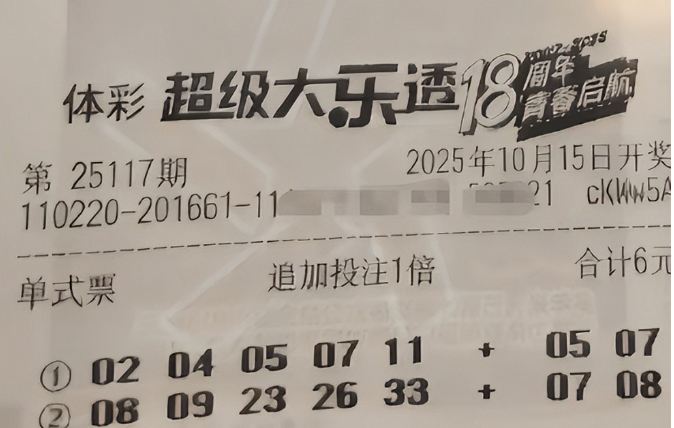 体彩 超级大乐透 18周年 青春启航
第 25117期 2025年10月15日开奖
110220-201661-11 21 cKWw5A
单式票 追加投注1倍 合计6元
① 02 04 05 07 11 + 05 07
② 08 09 23 26 33 + 07 08